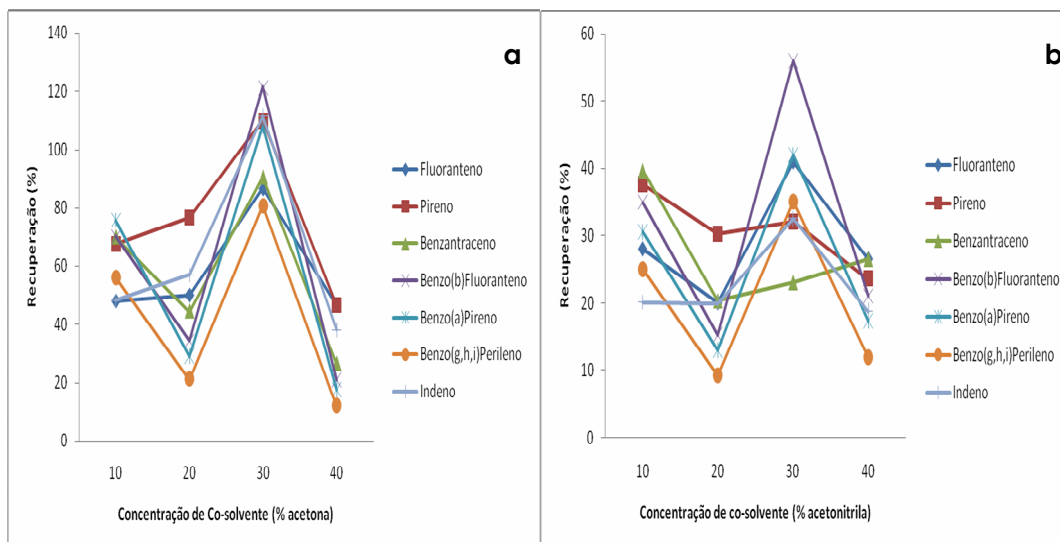 a
Recuperação (%)
140
120
100
80
60
40
20
0
10 20 30 40
Concentração de Co-solvente (% acetona)
Fluoranteno
Pireno
Benzantraceno
Benzo(b)Fluoranteno
Benzo(a)Pireno
Benzo(g,h,i)Perileno
Indeno
b
Recuperação (%)
60
50
40
30
20
10
0
10 20 30 40
Concentração de co-solvente (% acetonitrila)
Fluoranteno
Pireno
Benzantraceno
Benzo(b)Fluoranteno
Benzo(a)Pireno
Benzo(g,h,i)Perileno
Indeno